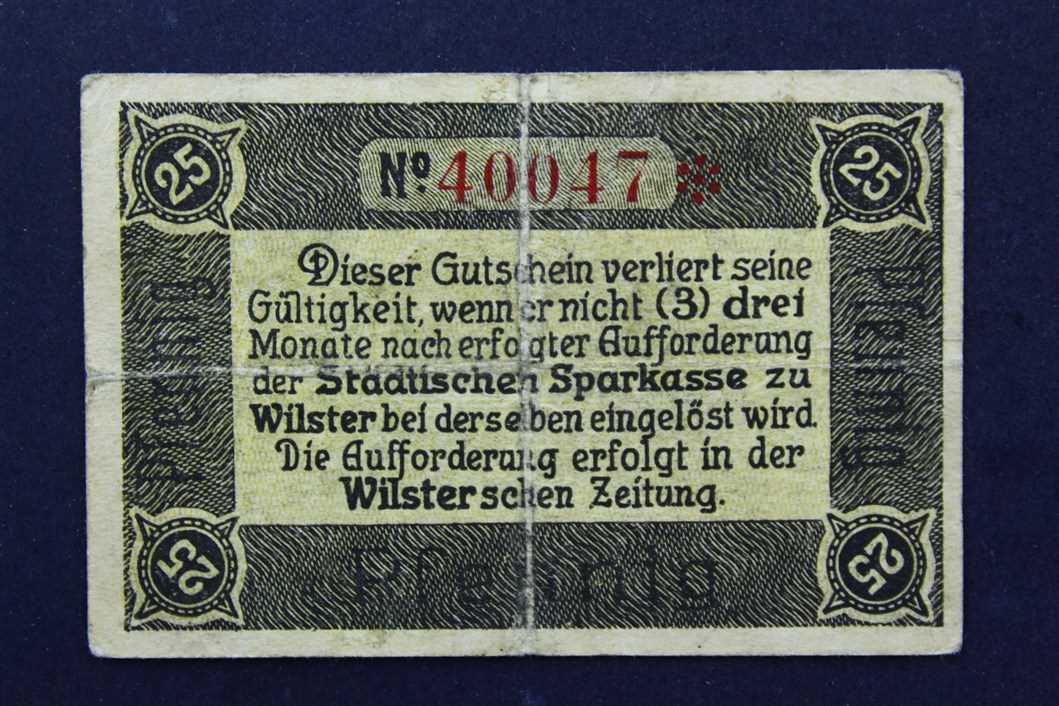 25
Nº 40047
25
Dieser Gutschein verliert seine
Gültigkeit, wenn er nicht (3) drei
Monate nach erfolgter Aufforderung
der Städtischen Sparkasse zu
Wilster bei derselben eingelöst wird.
Die Aufforderung erfolgt in der
Wilsterschen Zeitung.
Pfennig
Pfennig
25
Pfennig
25